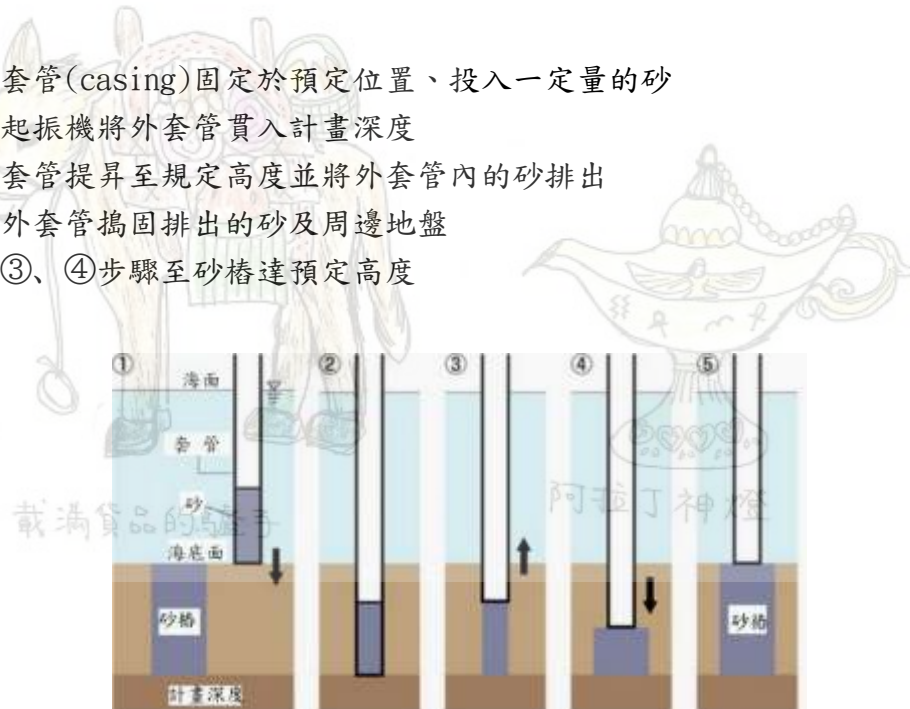 套管(casing)固定於預定位置、投入一定量的砂
起振機將外套管貫入計畫深度
套管提昇至規定高度並將外套管內的砂排出
外套管搗固排出的砂及周邊地盤
③、④步驟至砂樁達預定高度
① ② ③ ④ ⑤
海面
套管
砂
載滿貨品的駱
阿拉丁神燈
海底面
砂樁
砂樁
計畫深度